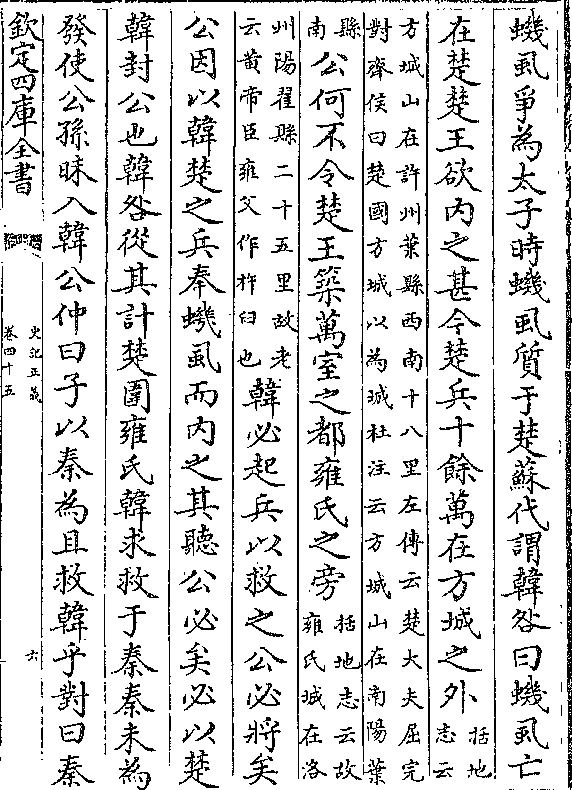 蟣虱爭為太子時蟣虱質于楚蘇代謂韓咎曰蟣虱亡
在楚楚王欲内之甚今楚兵十餘萬在方城之外括地志云
方城山在許州葉縣西南十八里左傳云楚大夫屈完
對齊侯曰楚國方城以為城杜注云方城山在南陽葉
縣南公何不令楚王築萬室之都雍氏之旁括地志云故雍氏城在洛
州陽翟縣二十五里故老云黄帝臣雍父作杵臼也韓必起兵以救之公必將矣
公因以韓楚之兵奉蟣虱而内之其聽公必矣必以楚
韓封公也韓咎從其計楚圍雍氏韓求救于秦秦未為
發使公孫昧入韓公仲曰子以秦為且救韓乎對曰秦
欽定四庫全書
史記正義
卷四十五
六